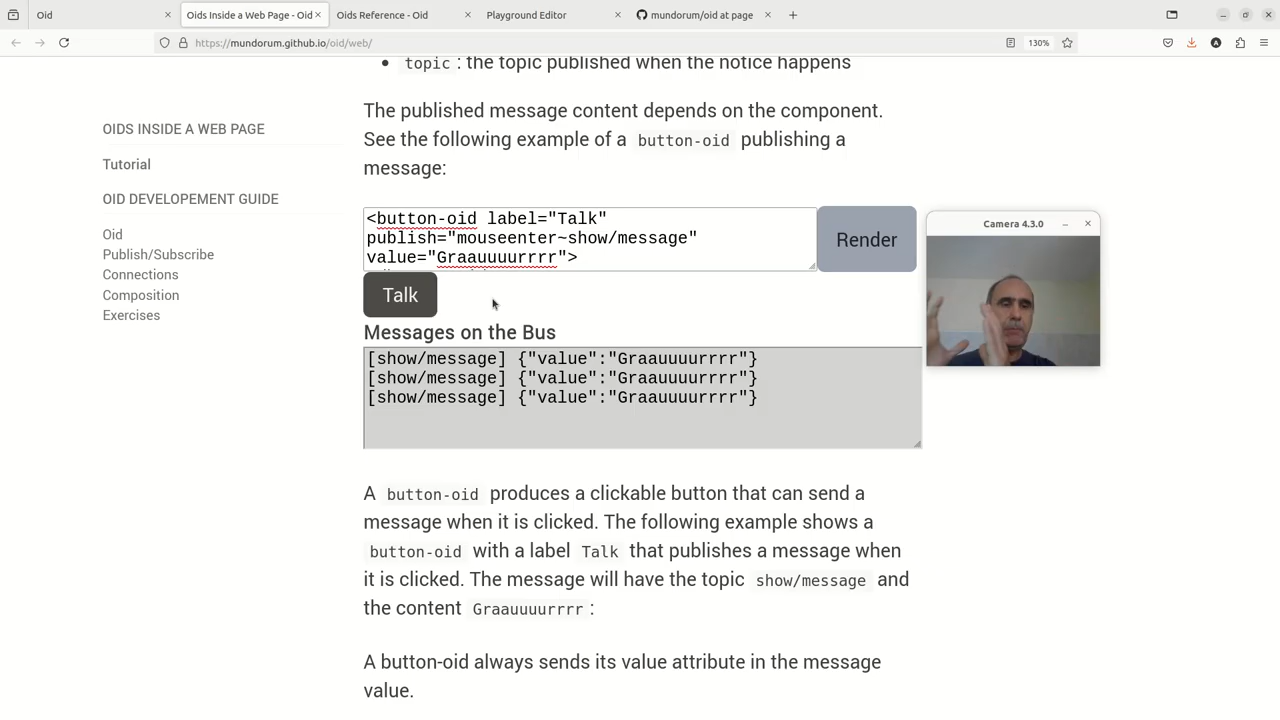 Oid
Oids Inside a Web Page - Oid
Oids Reference - Oid
Playground Editor
mundorum/oid at page
https://mundorum.github.io/oid/web/
130%
topic : the topic published when the notice happens
OIDS INSIDE A WEB PAGE
Tutorial
OID DEVELOPEMENT GUIDE
Oid
Publish/Subscribe
Connections
Composition
Exercises
The published message content depends on the component.
See the following example of a button-oid publishing a
message:
<button-oid label="Talk"
publish="mouseenter~show/message"
value="Graauuuurrrr">
Render
Talk
Camera 4.3.0
Messages on the Bus
[show/message] {"value":"Graauuuurrrr"}
[show/message] {"value":"Graauuuurrrr"}
[show/message] {"value":"Graauuuurrrr"}
A button-oid produces a clickable button that can send a
message when it is clicked. The following example shows a
button-oid with a label Talk that publishes a message when
it is clicked. The message will have the topic show/message and
the content Graauuuurrrr :
A button-oid always sends its value attribute in the message
value.